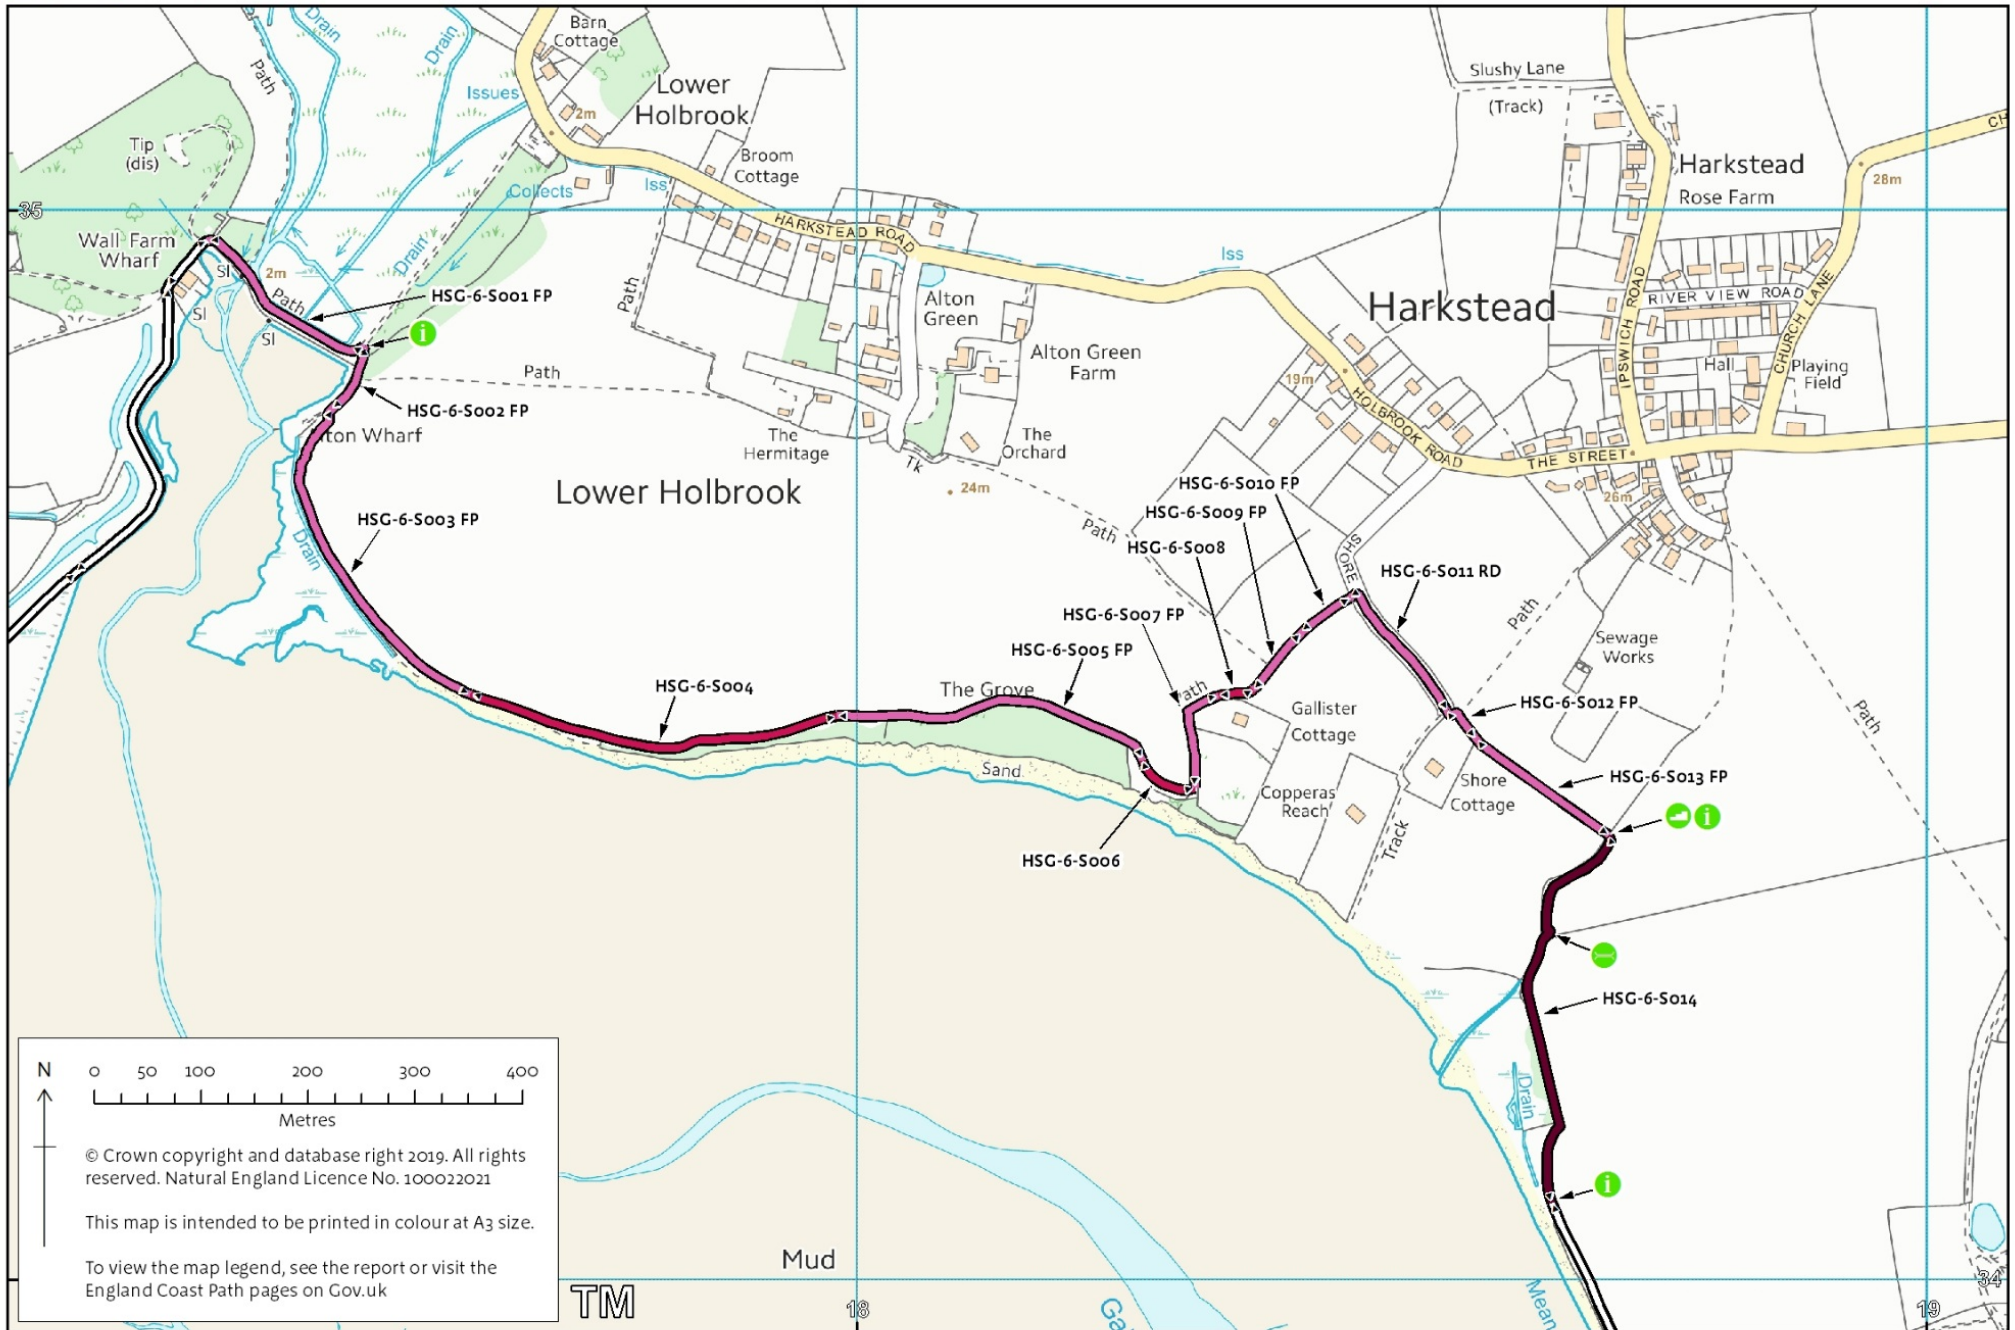 Drain
Drain
Path
Barn
Cottage
Lower
Holbrook
Issues
2m
Slushy Lane
(Track)
CH
Tip
(dis)
Broom
Cottage
Harkstead
Rose Farm
28m
Collects
Iss
35
Wall Farm
Wharf
HARKSTEAD ROAD
Iss
SI
2m
Drain
Path
SI
SI
HSG-6-S001 FP
i
Path
Alton
Green
Harkstead
IPSWICH ROAD
RIVER VIEW ROAD
CHURCH LANE
Alton Green
Farm
Hall
Playing
Field
Path
19m
HOLBROOK ROAD
HSG-6-S002 FP
The
Hermitage
The
Orchard
Tk
THE STREET
24m
26m
Lower Holbrook
HSG-6-S010 FP
HSG-6-S009 FP
Path
HSG-6-S003 FP
Drain
HSG-6-S008
SHORE
HSG-6-S011 RD
HSG-6-S007 FP
Path
HSG-6-S005 FP
Sewage
Works
HSG-6-S004
The Grove
Path
HSG-6-S012 FP
Gallister
Cottage
Path
Sand
Copperas
Reach
Shore
Cottage
HSG-6-S013 FP
i
Track
HSG-6-S006
HSG-6-S014
Drain
i
N
0 50 100 200 300 400
Metres
© Crown copyright and database right 2019. All rights
reserved. Natural England Licence No. 100022021
This map is intended to be printed in colour at A3 size.
To view the map legend, see the report or visit the
England Coast Path pages on Gov.uk
Mud
TM
18
Ga
Mean
34
19